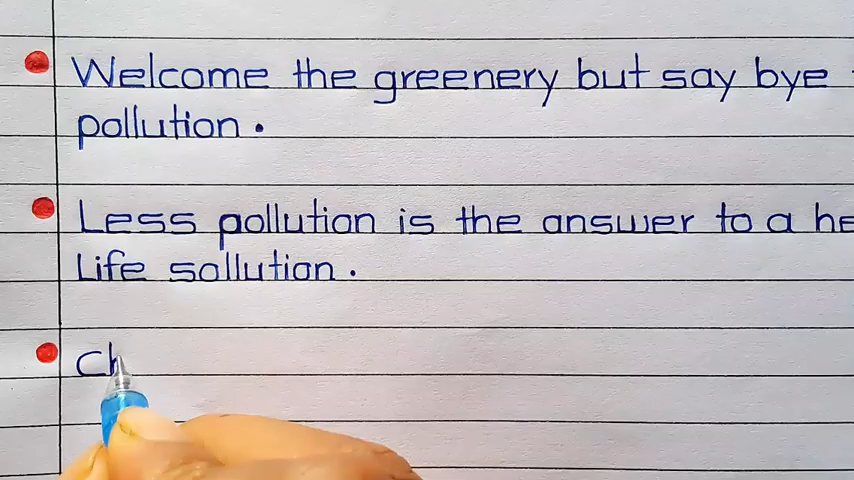 Welcome the greenery but say bye
pollution.
Less pollution is the answer to a he
Life sollution.
Ch